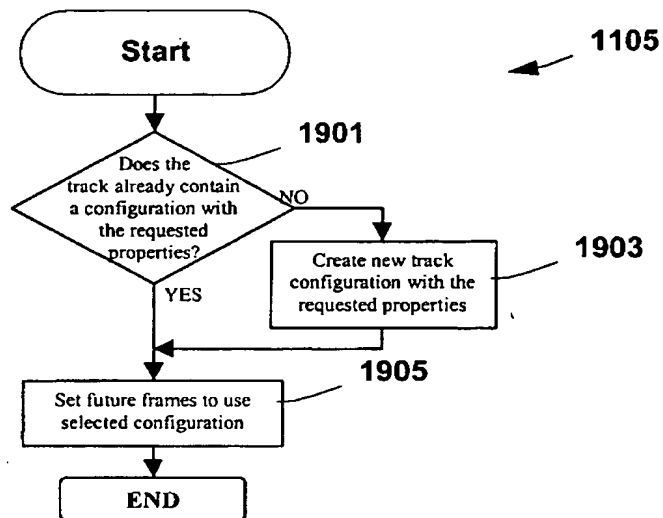 Start
1105
1901
Does the
track already contain
a configuration with
the requested
properties?
NO
YES
Create new track
configuration with the
requested properties
1903
1905
Set future frames to use
selected configuration
END